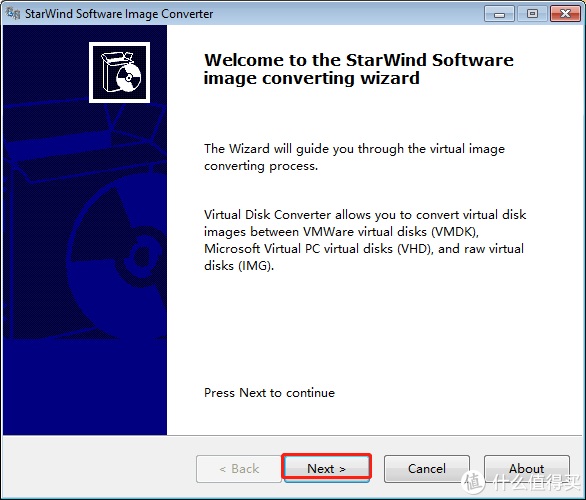 StarWind Software Image Converter
Welcome to the StarWind Software
image converting wizard
The Wizard will guide you through the virtual image
converting process.
Virtual Disk Converter allows you to convert virtual disk
images between VMWare virtual disks (VMDK),
Microsoft Virtual PC virtual disks (VHD), and raw virtual
disks (IMG).
Press Next to continue
< Back
Next >
Cancel
About
值 什么值得买